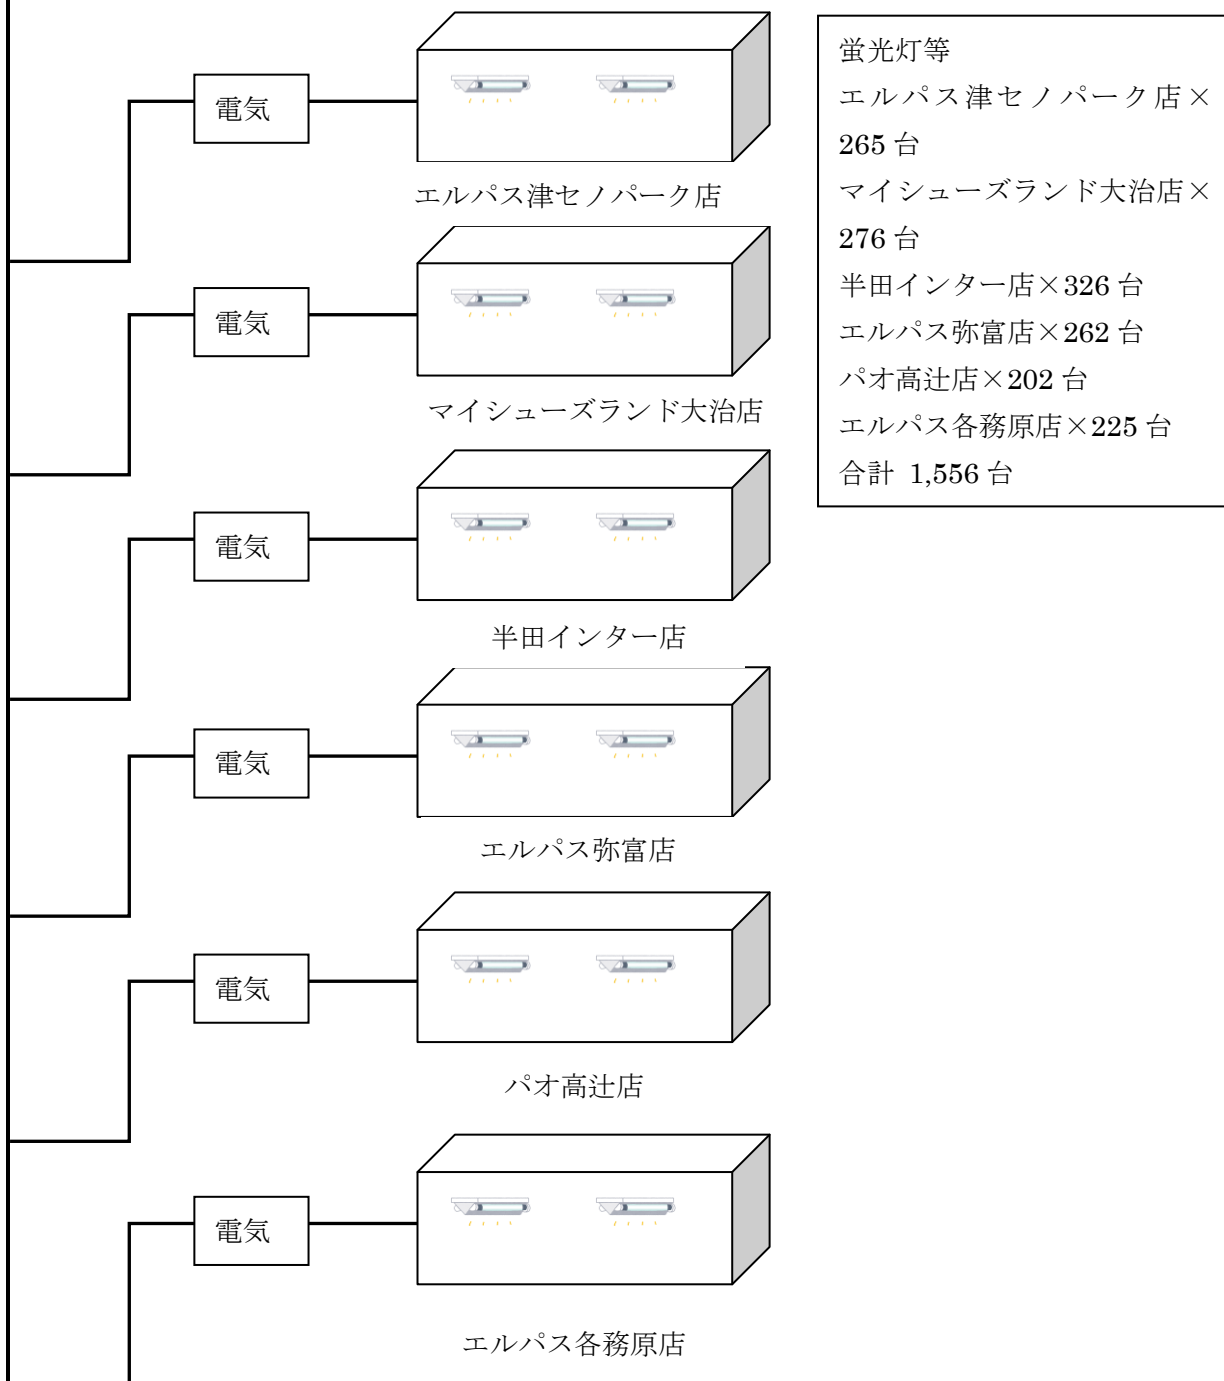 電気
エルパス津セノパーク店
電気
マイシューズランド大治店
電気
半田インター店
電気
エルパス弥富店
電気
パオ高辻店
電気
エルパス各務原店
蛍光灯等
エルパス津セノパーク店×
265 台
マイシューズランド大治店×
276 台
半田インター店×326 台
エルパス弥富店×262 台
パオ高辻店×202 台
エルパス各務原店×225 台
合計 1,556 台